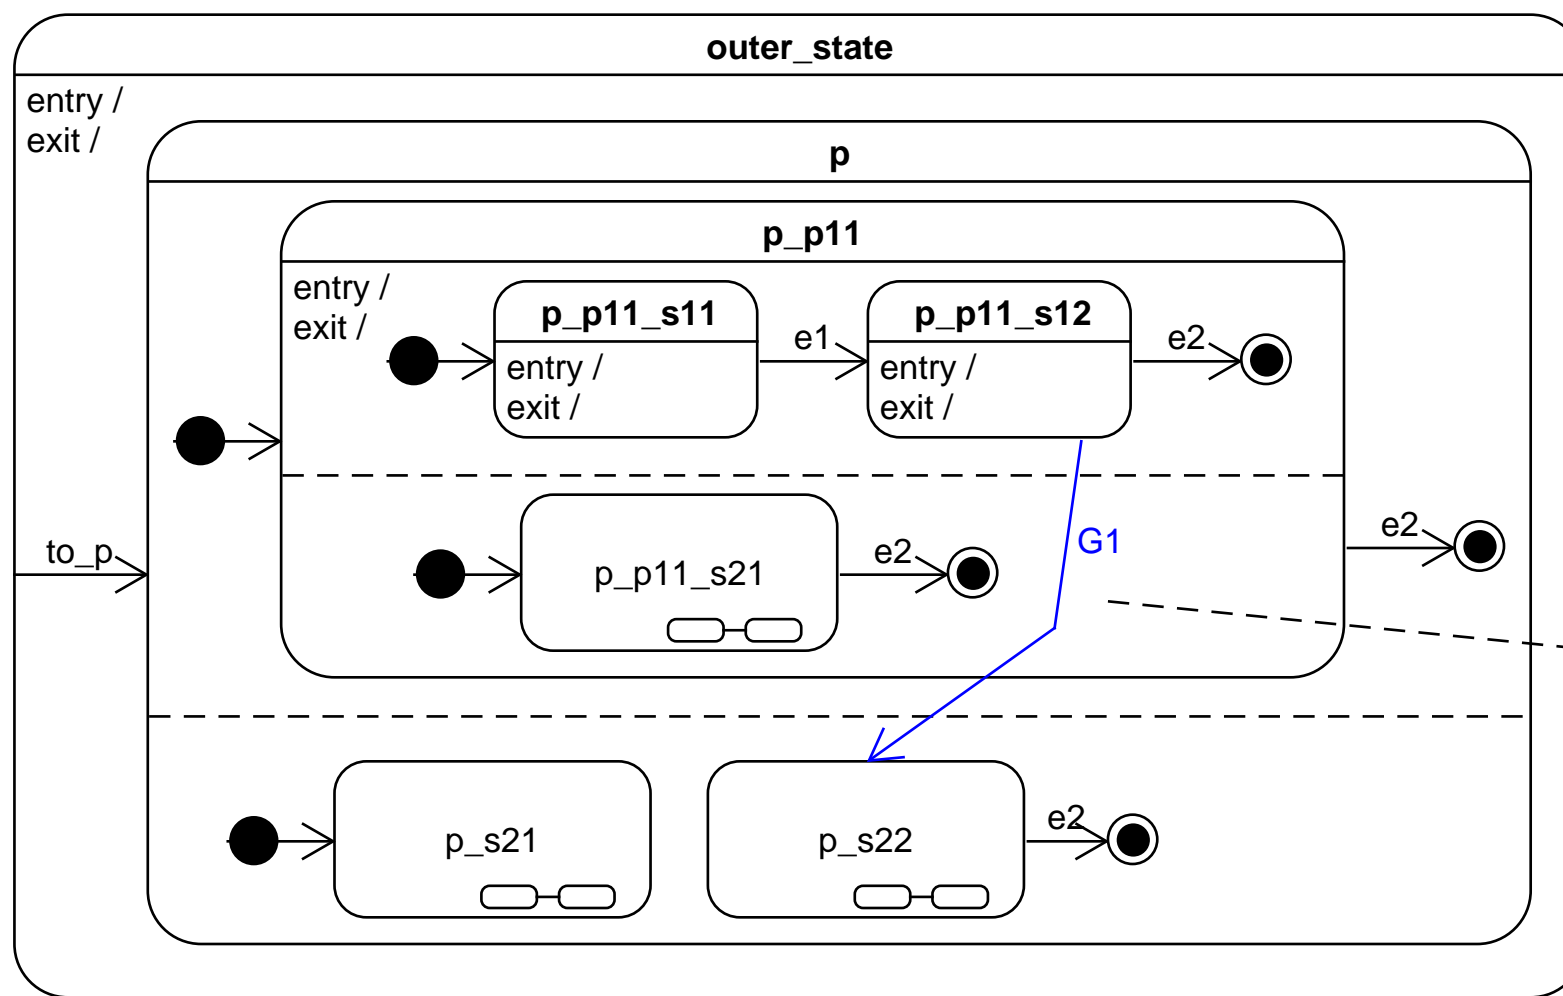 outer_state
entry /
exit /
p
p_p11
entry /
exit /
p_p11_s11
entry /
exit /
e1
p_p11_s12
entry /
exit /
e2
to_p
p_p11_s21
e2
G1
e2
p_s21
p_s22
e2